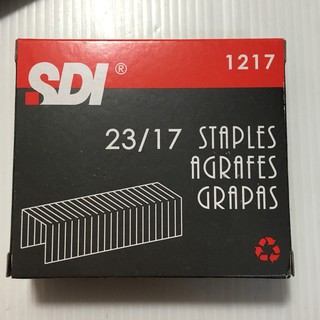 SDI®
1217
23/17 STAPLES
AGRAFES
GRAPAS